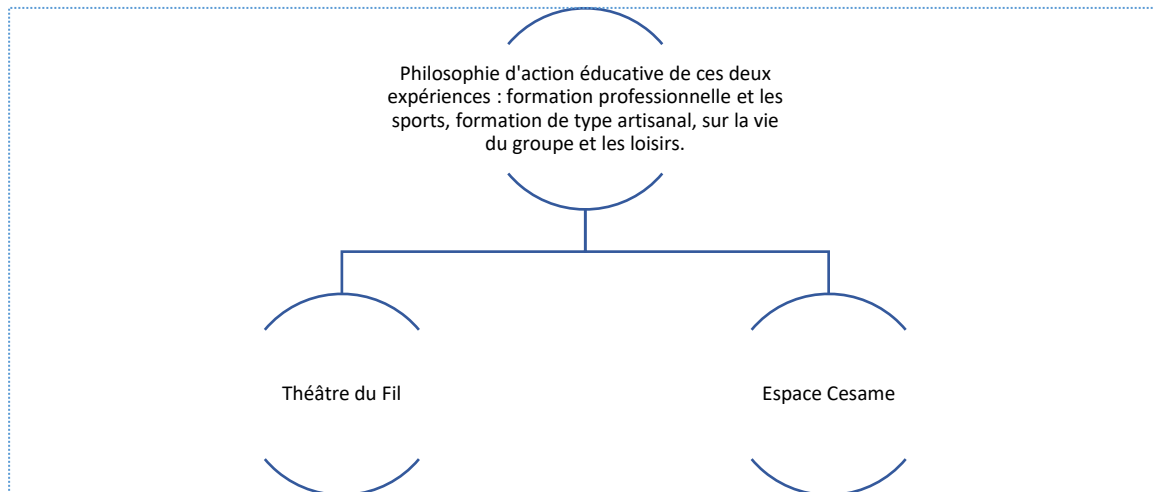 Philosophie d'action éducative de ces deux
expériences : formation professionnelle et les
sports, formation de type artisanal, sur la vie
du groupe et les loisirs.
Théâtre du Fil
Espace Cesame